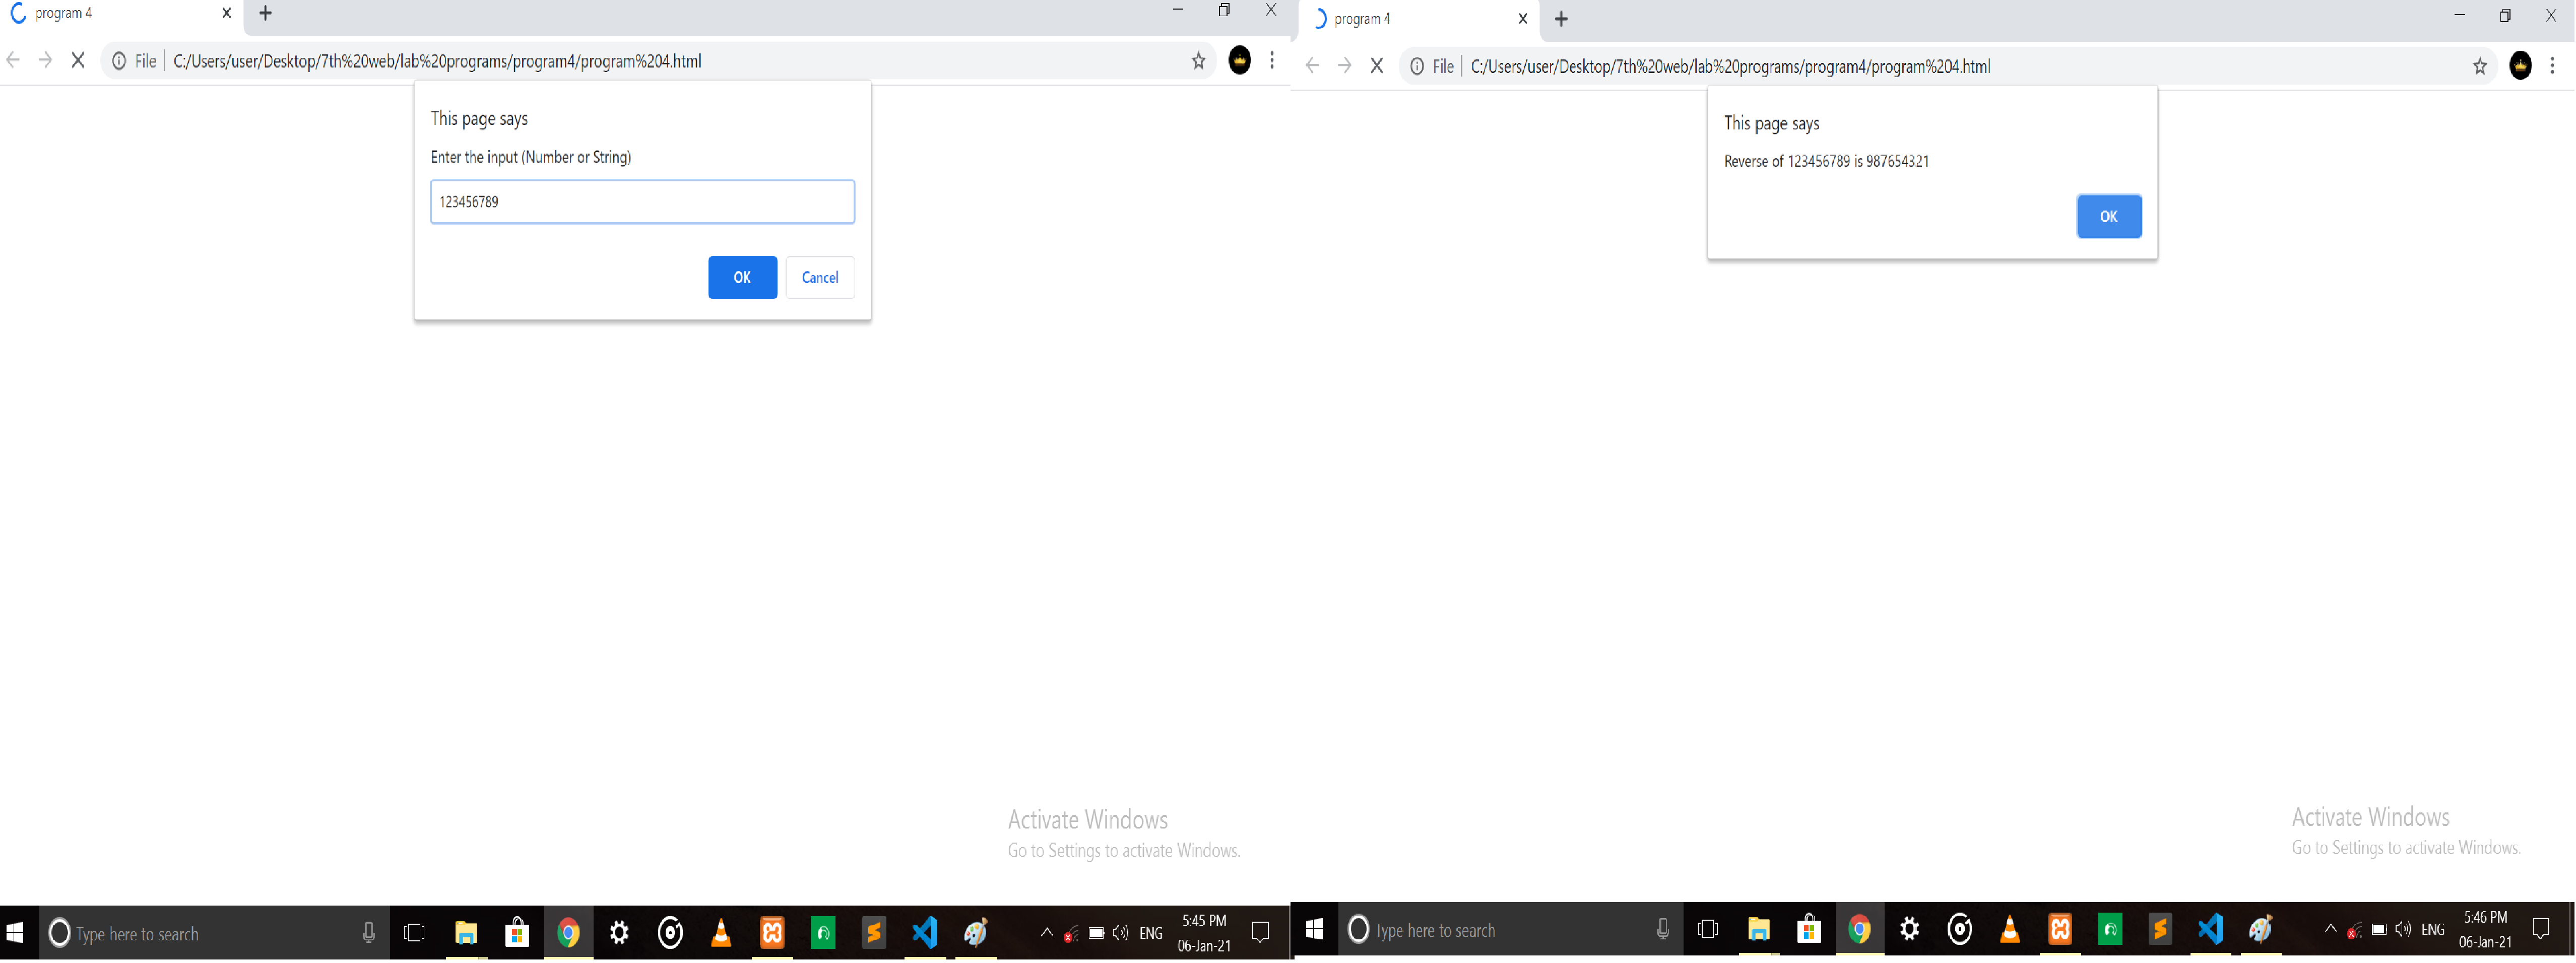 program 4
File C:/Users/user/Desktop/7th%20web/lab%20programs/program4/program%204.html
This page says
Enter the input (Number or String)
123456789
OK Cancel
Activate Windows
Go to Settings to activate Windows.
Type here to search
ENG
5:45 PM
06-Jan-21
program 4
File C:/Users/user/Desktop/7th%20web/lab%20programs/program4/program%204.html
This page says
Reverse of 123456789 is 987654321
OK
Activate Windows
Go to Settings to activate Windows.
Type here to search
ENG
5:46 PM
06-Jan-21